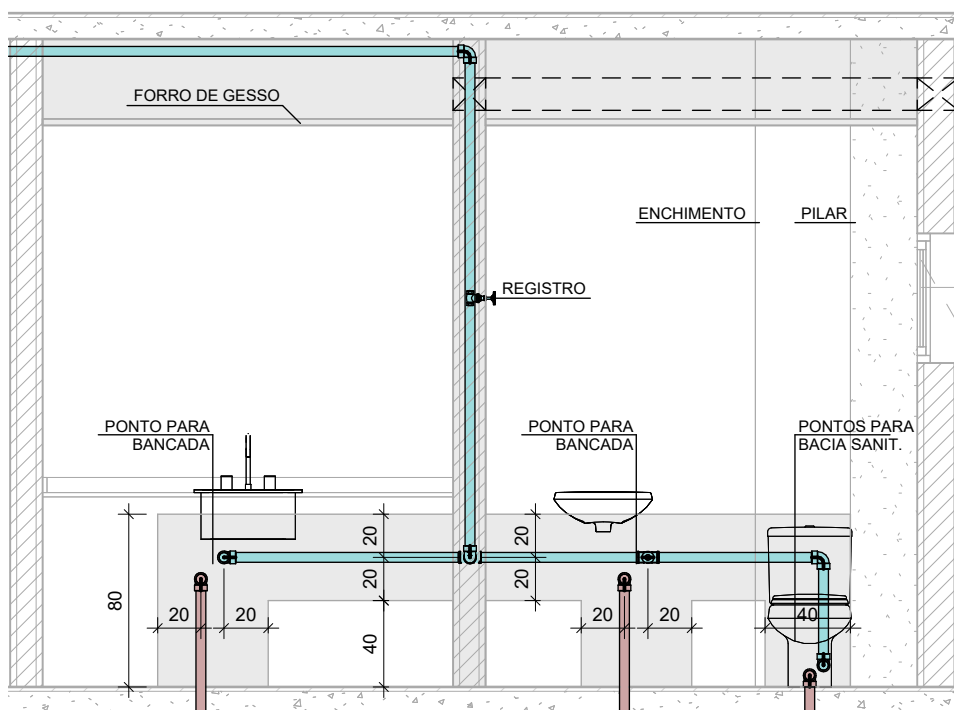 FORRO DE GESSO
ENCHIMENTO
PILAR
REGISTRO
PONTO PARA
BANCADA
PONTO PARA
BANCADA
PONTOS PARA
BACIA SANIT.
20
20
20
20
80
20
20
40
20
20
40